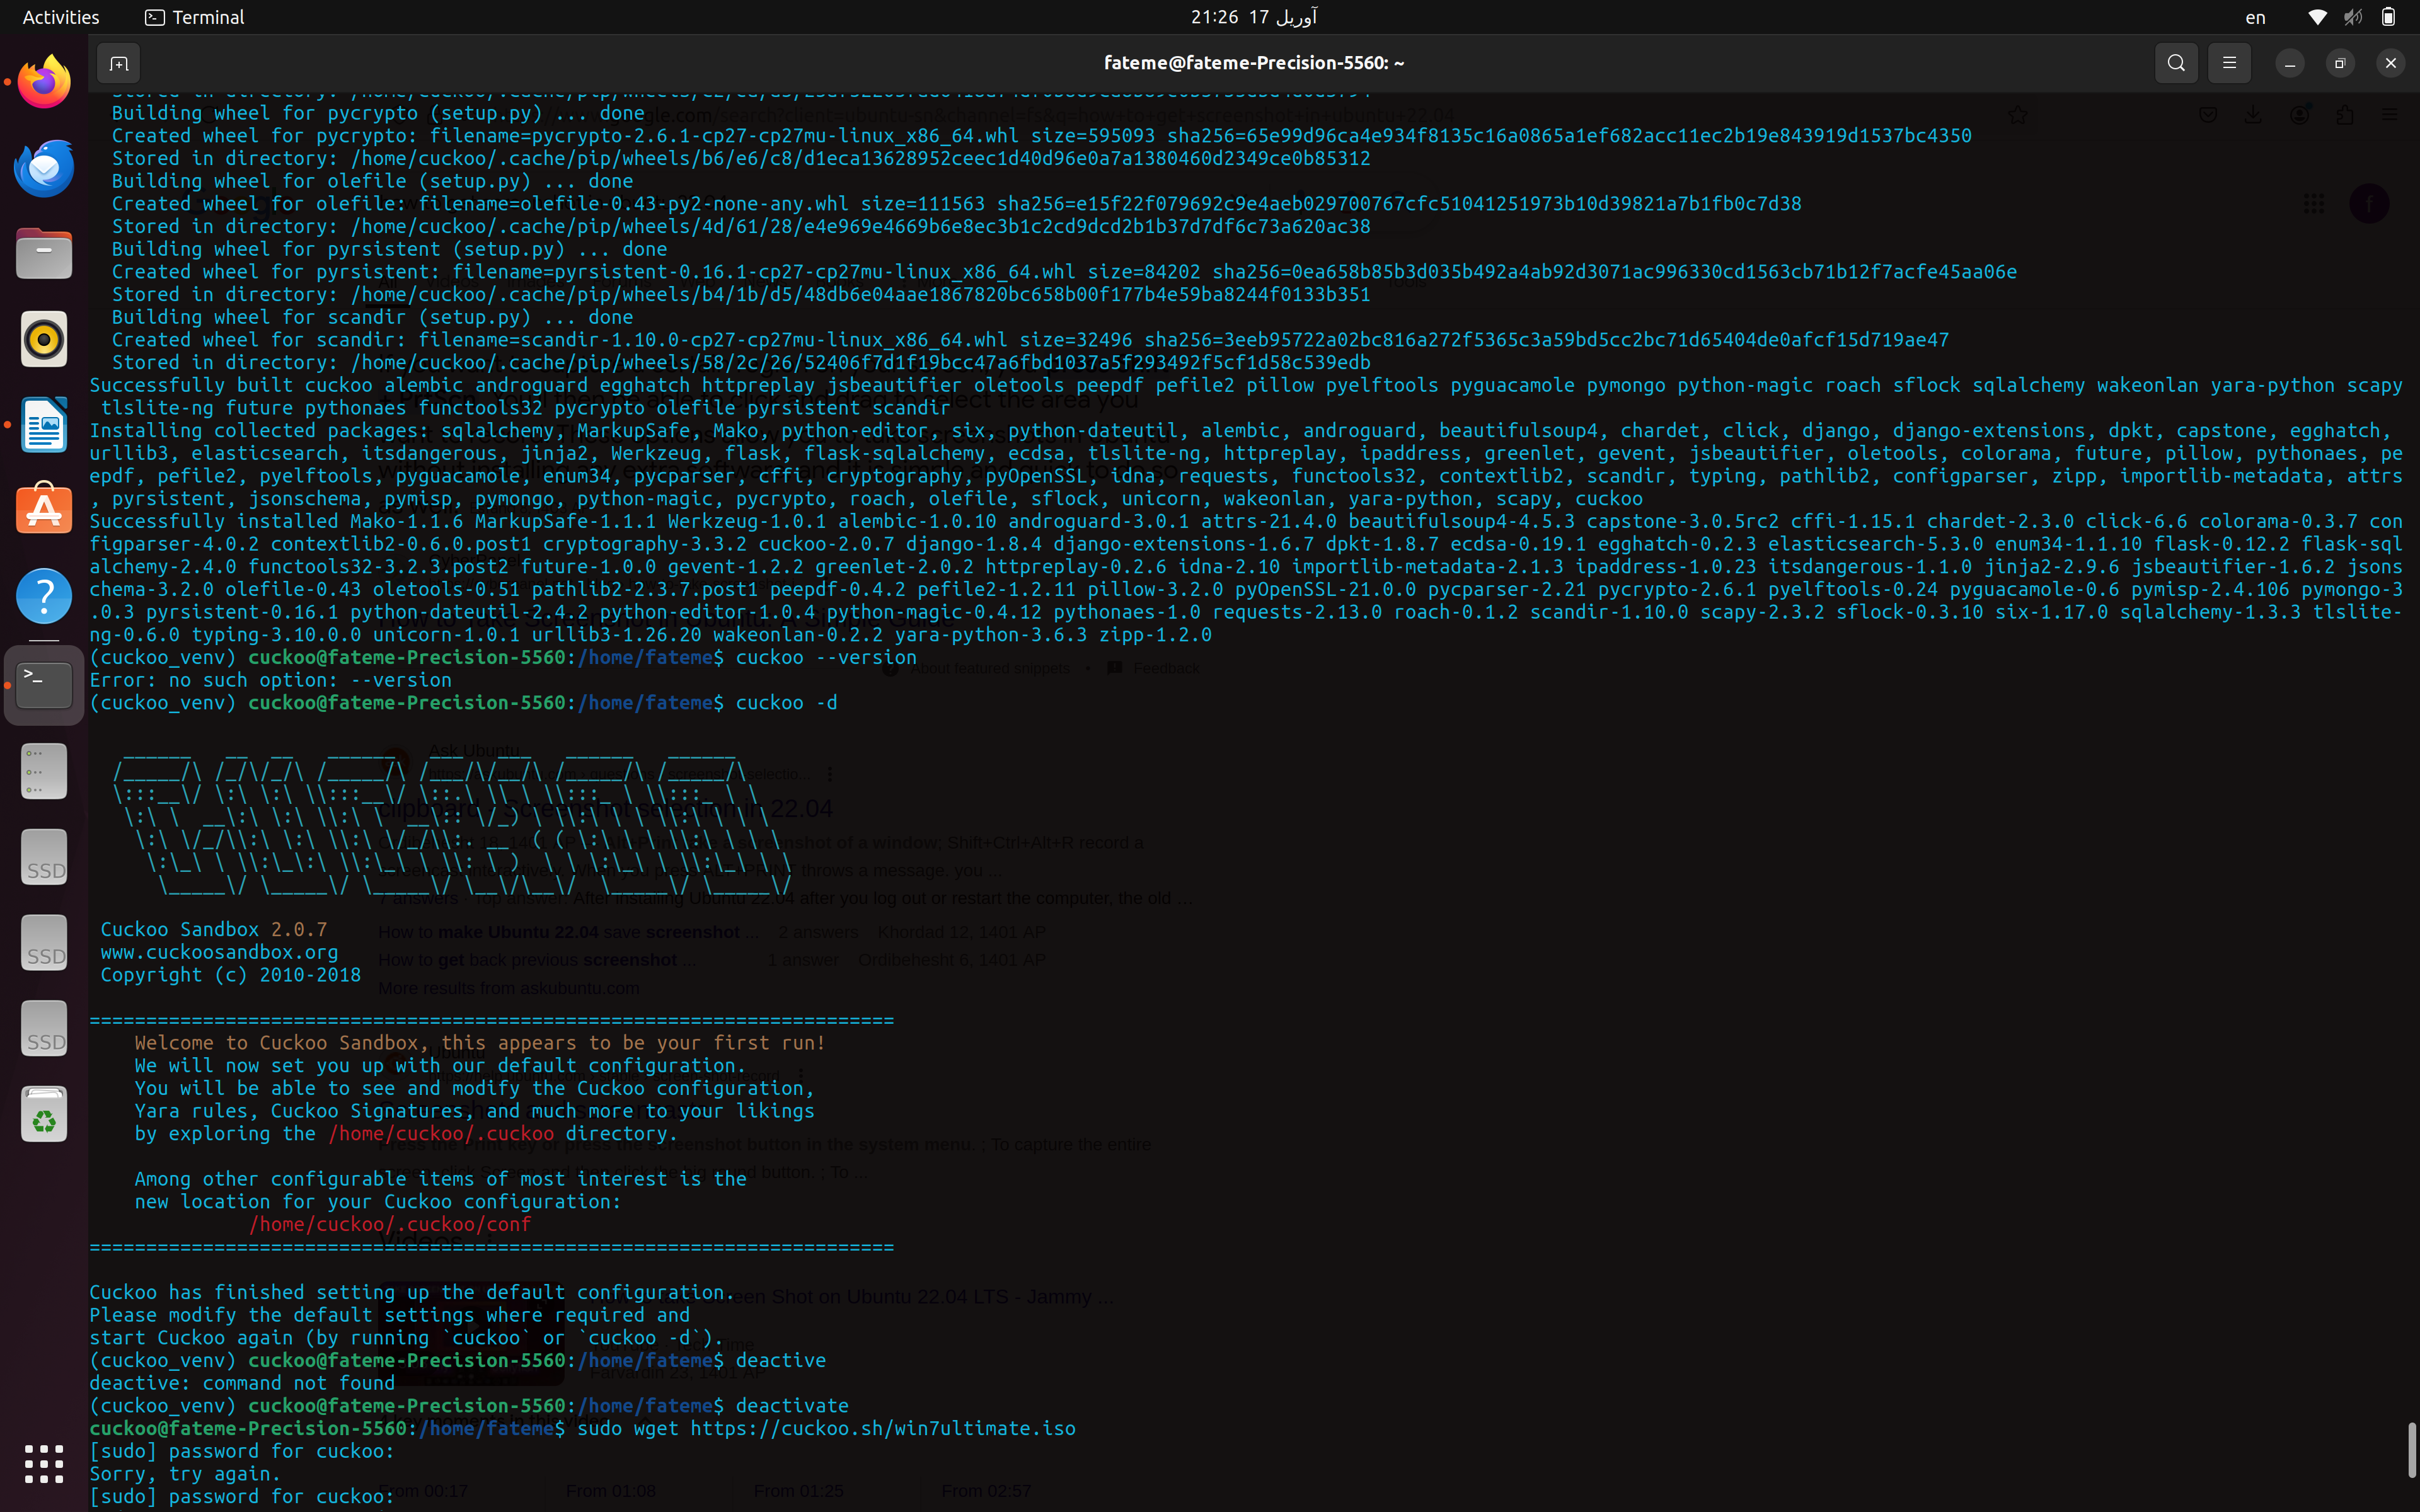 Activities
Terminal
21:26 17 آوریل
en
fateme@fateme-Precision-5560: ~
Building wheel for pycrypto (setup.py) ... done
Created wheel for pycrypto: filename=pycrypto-2.6.1-cp27-cp27mu-linux_x86_64.whl size=595093 sha256=65e99d96ca4e934f8135c16a0865a1ef682acc11ec2b19e843919d1537bc4350
Stored in directory: /home/cuckoo/.cache/pip/wheels/b6/e6/c8/d1eca13628952ceec1d40d96e0a7a1380460d2349ce0b85312
Building wheel for olefile (setup.py) ... done
Created wheel for olefile: filename=olefile-0.43-py2-none-any.whl size=111563 sha256=e15f22f079692c9e4aeb029700767cfc51041251973b10d39821a7b1fb0c7d38
Stored in directory: /home/cuckoo/.cache/pip/wheels/4d/61/28/e4e969e4669b6e8ec3b1c2cd9dcd2b1b37d7df6c73a620ac38
Building wheel for pyrsistent (setup.py) ... done
Created wheel for pyrsistent: filename=pyrsistent-0.16.1-cp27-cp27mu-linux_x86_64.whl size=84202 sha256=0ea658b85b3d035b492a4ab92d3071ac996330cd1563cb71b12f7acfe45aa06e
Stored in directory: /home/cuckoo/.cache/pip/wheels/b4/1b/d5/48db6e04aae1867820bc658b00f177b4e59ba8244f0133b351
Building wheel for scandir (setup.py) ... done
Created wheel for scandir: filename=scandir-1.10.0-cp27-cp27mu-linux_x86_64.whl size=32496 sha256=3eeb95722a02bc816a272f5365c3a59bd5cc2bc71d65404de0afcf15d719ae47
Stored in directory: /home/cuckoo/.cache/pip/wheels/58/2c/26/52406f7d1f19bcc47a6fbd1037a5f293492f5cf1d58c539edb
Successfully built cuckoo alembic androguard egghatch httpreplay jsbeautifier oletools peepdf pefile2 pillow pyelftools pyguacamole pymongo python-magic roach sflock sqlalchemy wakeonlan yara-python scapy
tlslite-ng future pythonaes functools32 pycrypto olefile pyrsistent scandir
Installing collected packages: sqlalchemy, MarkupSafe, Mako, python-editor, six, python-dateutil, alembic, androguard, beautifulsoup4, chardet, click, django, django-extensions, dpkt, capstone, egghatch,
urllib3, elasticsearch, itsdangerous, jinja2, Werkzeug, flask, flask-sqlalchemy, ecdsa, tlslite-ng, httpreplay, ipaddress, greenlet, gevent, jsbeautifier, oletools, colorama, future, pillow, pythonaes, pe
epdf, pefile2, pyelftools, pyguacamole, enum34, pycparser, cffi, cryptography, pyOpenSSL, idna, requests, functools32, contextlib2, scandir, typing, pathlib2, configparser, zipp, importlib-metadata, attrs
, pyrsistent, jsonschema, pymisp, pymongo, python-magic, pycrypto, roach, olefile, sflock, unicorn, wakeonlan, yara-python, scapy, cuckoo
Successfully installed Mako-1.1.6 MarkupSafe-1.1.1 Werkzeug-1.0.1 alembic-1.0.10 androguard-3.0.1 attrs-21.4.0 beautifulsoup4-4.5.3 capstone-3.0.5rc2 cffi-1.15.1 chardet-2.3.0 click-6.6 colorama-0.3.7 con
figparser-4.0.2 contextlib2-0.6.0.post1 cryptography-3.3.2 cuckoo-2.0.7 django-1.8.4 django-extensions-1.6.7 dpkt-1.8.7 ecdsa-0.19.1 egghatch-0.2.3 elasticsearch-5.3.0 enum34-1.1.10 flask-0.12.2 flask-sql
alchemy-2.4.0 functools32-3.2.3.post2 future-1.0.0 gevent-1.2.2 greenlet-2.0.2 httpreplay-0.2.6 idna-2.10 importlib-metadata-2.1.3 ipaddress-1.0.23 itsdangerous-1.1.0 jinja2-2.9.6 jsbeautifier-1.6.2 jsons
chema-3.2.0 olefile-0.43 oletools-0.51 pathlib2-2.3.7.post1 peepdf-0.4.2 pefile2-1.2.11 pillow-3.2.0 pyOpenSSL-21.0.0 pycparser-2.21 pycrypto-2.6.1 pyelftools-0.24 pyguacamole-0.6 pymisp-2.4.106 pymongo-3
.0.3 pyrsistent-0.16.1 python-dateutil-2.4.2 python-editor-1.0.4 python-magic-0.4.12 pythonaes-1.0 requests-2.13.0 roach-0.1.2 scandir-1.10.0 scapy-2.3.2 sflock-0.3.10 six-1.17.0 sqlalchemy-1.3.3 tlslite-
ng-0.6.0 typing-3.10.0.0 unicorn-1.0.1 urllib3-1.26.20 wakeonlan-0.2.2 yara-python-3.6.3 zipp-1.2.0
(cuckoo_venv) cuckoo@fateme-Precision-5560:/home/fateme$ cuckoo --version
Error: no such option: --version
(cuckoo_venv) cuckoo@fateme-Precision-5560:/home/fateme$ cuckoo -d
Cuckoo Sandbox 2.0.7
www.cuckoosandbox.org
Copyright (c) 2010-2018
=======================================================================
Welcome to Cuckoo Sandbox, this appears to be your first run!
We will now set you up with our default configuration.
You will be able to see and modify the Cuckoo configuration,
Yara rules, Cuckoo Signatures, and much more to your likings
by exploring the /home/cuckoo/.cuckoo directory.
Among other configurable items of most interest is the
new location for your Cuckoo configuration:
/home/cuckoo/.cuckoo/conf
=======================================================================
Cuckoo has finished setting up the default configuration.
Please modify the default settings where required and
start Cuckoo again (by running `cuckoo` or `cuckoo -d`).
(cuckoo_venv) cuckoo@fateme-Precision-5560:/home/fateme$ deactive
deactive: command not found
(cuckoo_venv) cuckoo@fateme-Precision-5560:/home/fateme$ deactivate
cuckoo@fateme-Precision-5560:/home/fateme$ sudo wget https://cuckoo.sh/win7ultimate.iso
[sudo] password for cuckoo:
Sorry, try again.
[sudo] password for cuckoo:
SSD
SSD
SSD